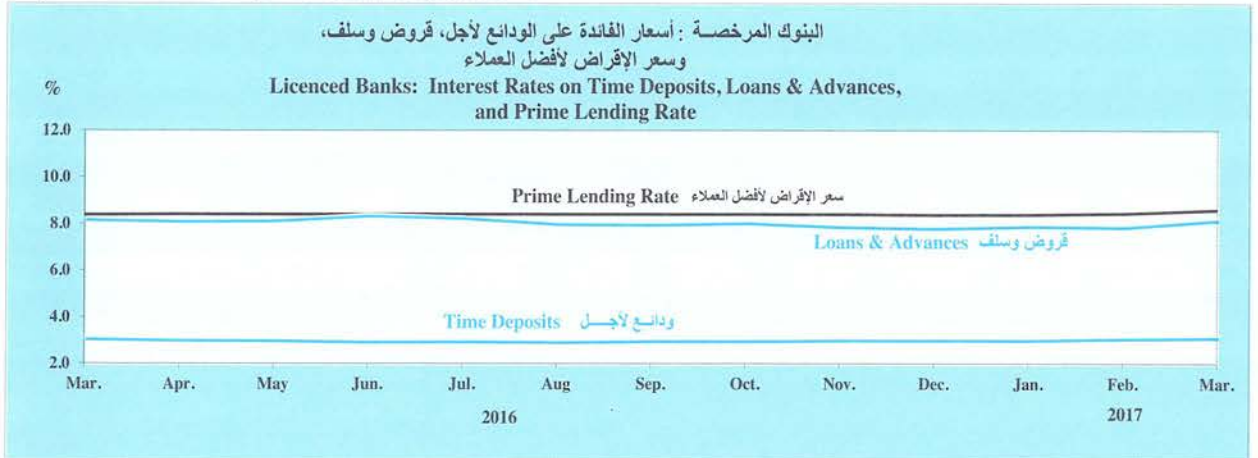 البنوك المرخصــة : أسعار الفائدة على الودائع لأجل، قروض وسلف،
وسعر الإقراض لأفضل العملاء
%
Licenced Banks: Interest Rates on Time Deposits, Loans & Advances,
and Prime Lending Rate
12.0
10.0
Prime Lending Rate سعر الإقراض لأفضل العملاء
8.0
Loans & Advances قروض وسلف
6.0
4.0
Time Deposits ودائــع لأجــــل
2.0
Mar. Apr. May Jun. Jul. Aug Sep. Oct. Nov. Dec. Jan. Feb. Mar.
2016 2017